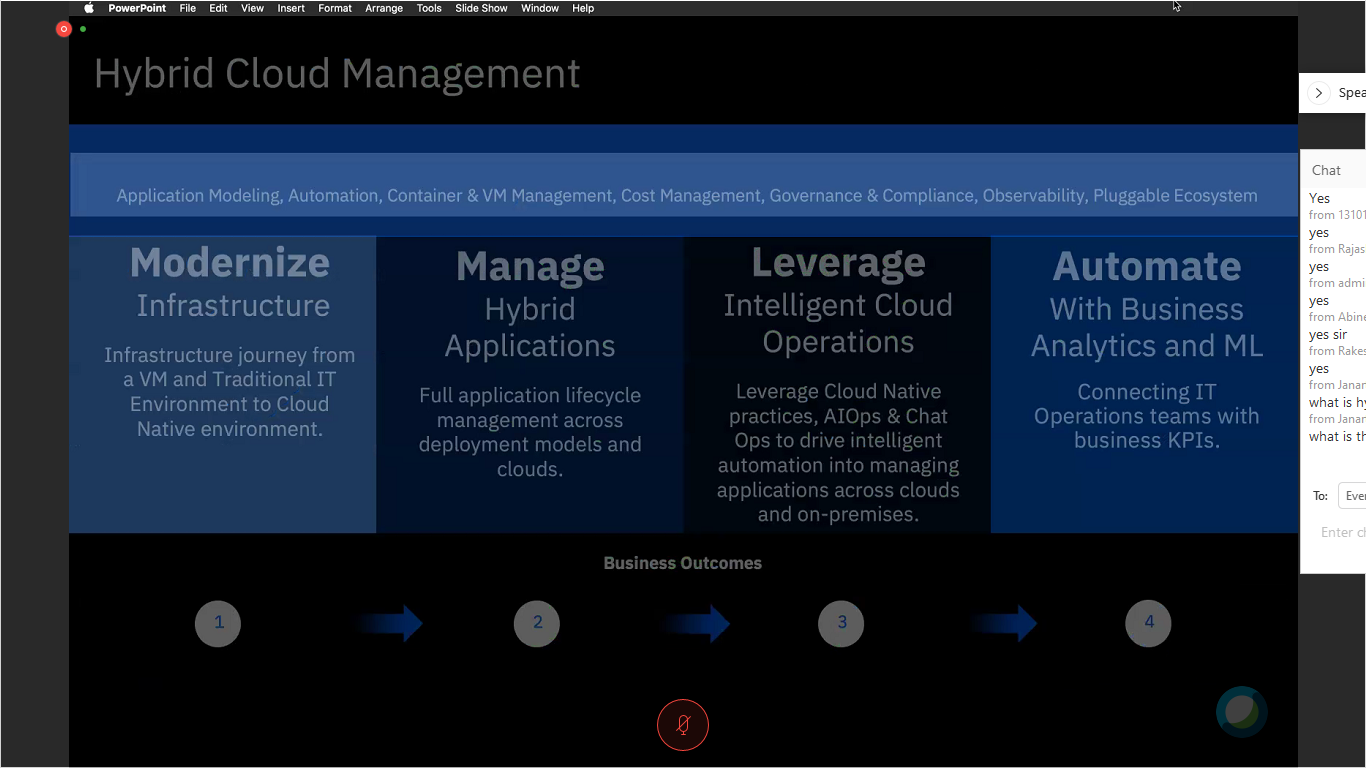 PowerPoint File Edit View Insert Format Arrange Tools Slide Show Window Help
Hybrid Cloud Management
Application Modeling, Automation, Container & VM Management, Cost Management, Governance & Compliance, Observability, Pluggable Ecosystem
Modernize
Infrastructure
Infrastructure journey from
a VM and Traditional IT
Environment to Cloud
Native environment.
Manage
Hybrid
Applications
Full application lifecycle
management across
deployment models and
clouds.
Leverage
Intelligent Cloud
Operations
Leverage Cloud Native
practices, AIOps & Chat
Ops to drive intelligent
automation into managing
applications across clouds
and on-premises.
Automate
With Business
Analytics and ML
Connecting IT
Operations teams with
business KPIs.
Business Outcomes
1
2
3
4
Chat
Yes
from 13101
yes
from Rajas
yes
from admi
yes
from Abine
yes sir
from Rakes
yes
from Janar
what is hy
from Janar
what is th
To:
Enter